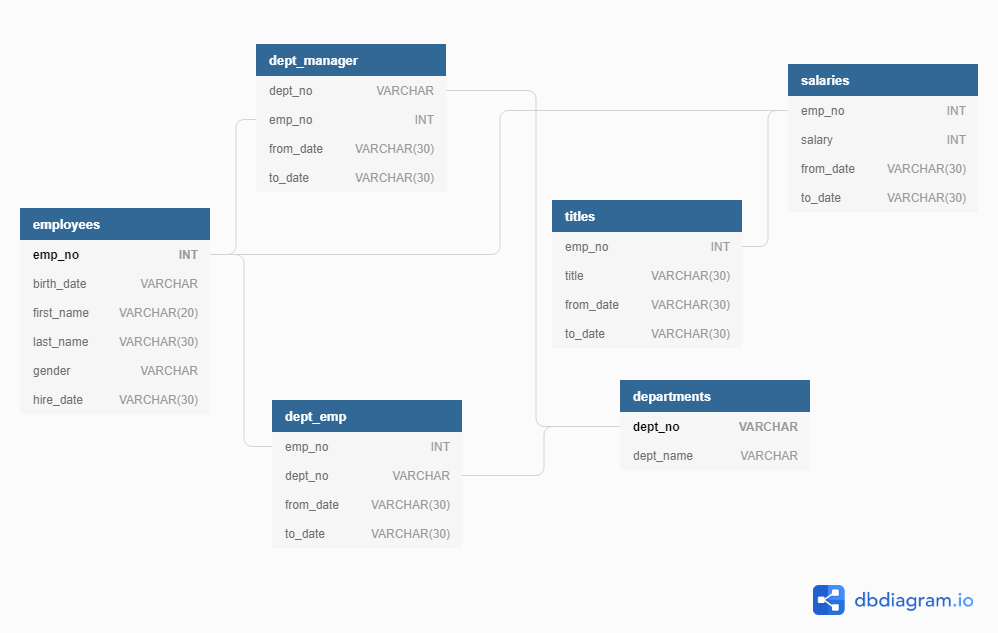 dept_manager
dept_no VARCHAR
emp_no INT
from_date VARCHAR(30)
to_date VARCHAR(30)
salaries
emp_no INT
salary INT
from_date VARCHAR(30)
to_date VARCHAR(30)
employees
emp_no INT
birth_date VARCHAR
first_name VARCHAR(20)
last_name VARCHAR(30)
gender VARCHAR
hire_date VARCHAR(30)
titles
emp_no INT
title VARCHAR(30)
from_date VARCHAR(30)
to_date VARCHAR(30)
dept_emp
emp_no INT
dept_no VARCHAR
from_date VARCHAR(30)
to_date VARCHAR(30)
departments
dept_no VARCHAR
dept_name VARCHAR
dbdiagram.io